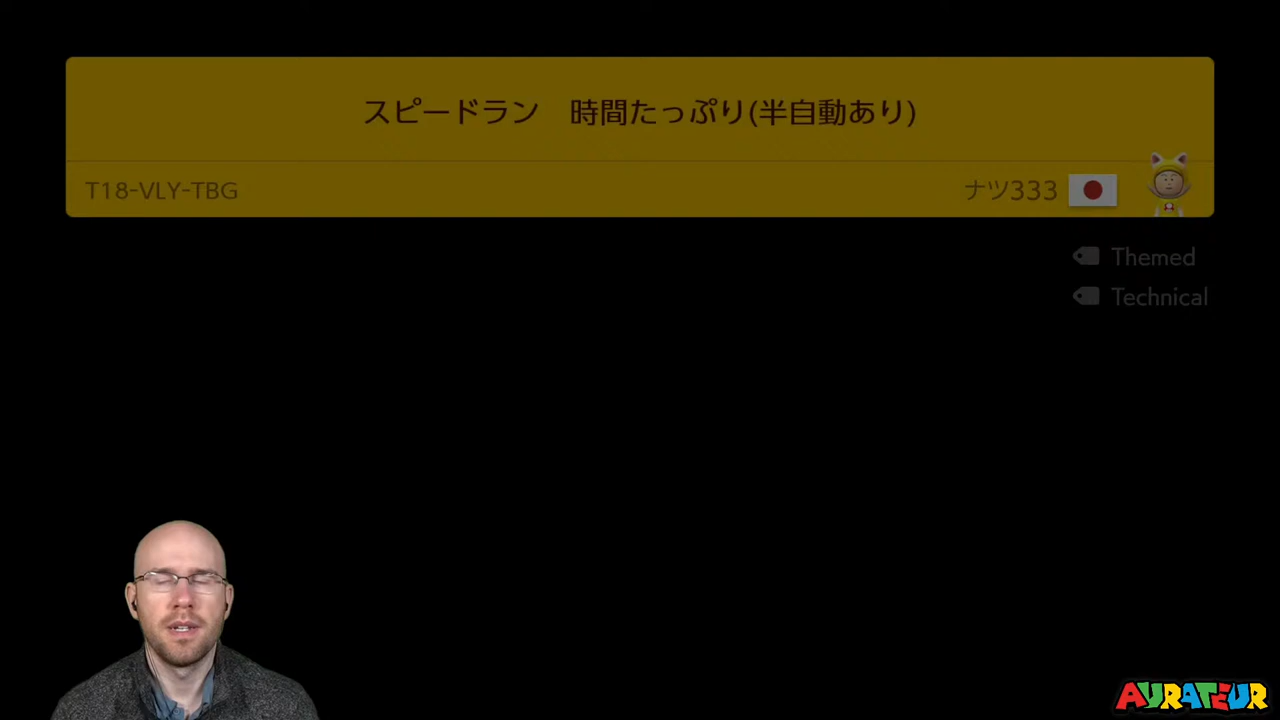 スピードラン　時間たっぷり(半自動あり)
T18-VLY-TBG
ナツ333
Themed
Technical
AURATEUR